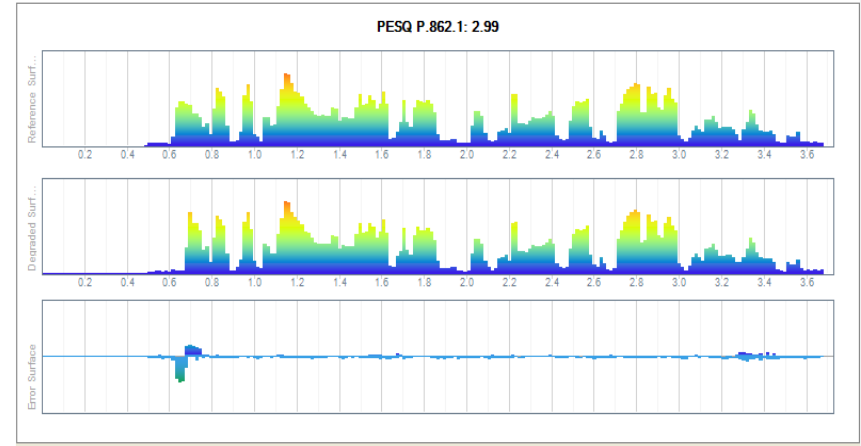 PESQ P.862.1: 2.99
Reference Surf...
0.2 0.4 0.6 0.8 1.0 1.2 1.4 1.6 1.8 2.0 2.2 2.4 2.6 2.8 3.0 3.2 3.4 3.6
Degraded Surf...
0.2 0.4 0.6 0.8 1.0 1.2 1.4 1.6 1.8 2.0 2.2 2.4 2.6 2.8 3.0 3.2 3.4 3.6
Error Surface